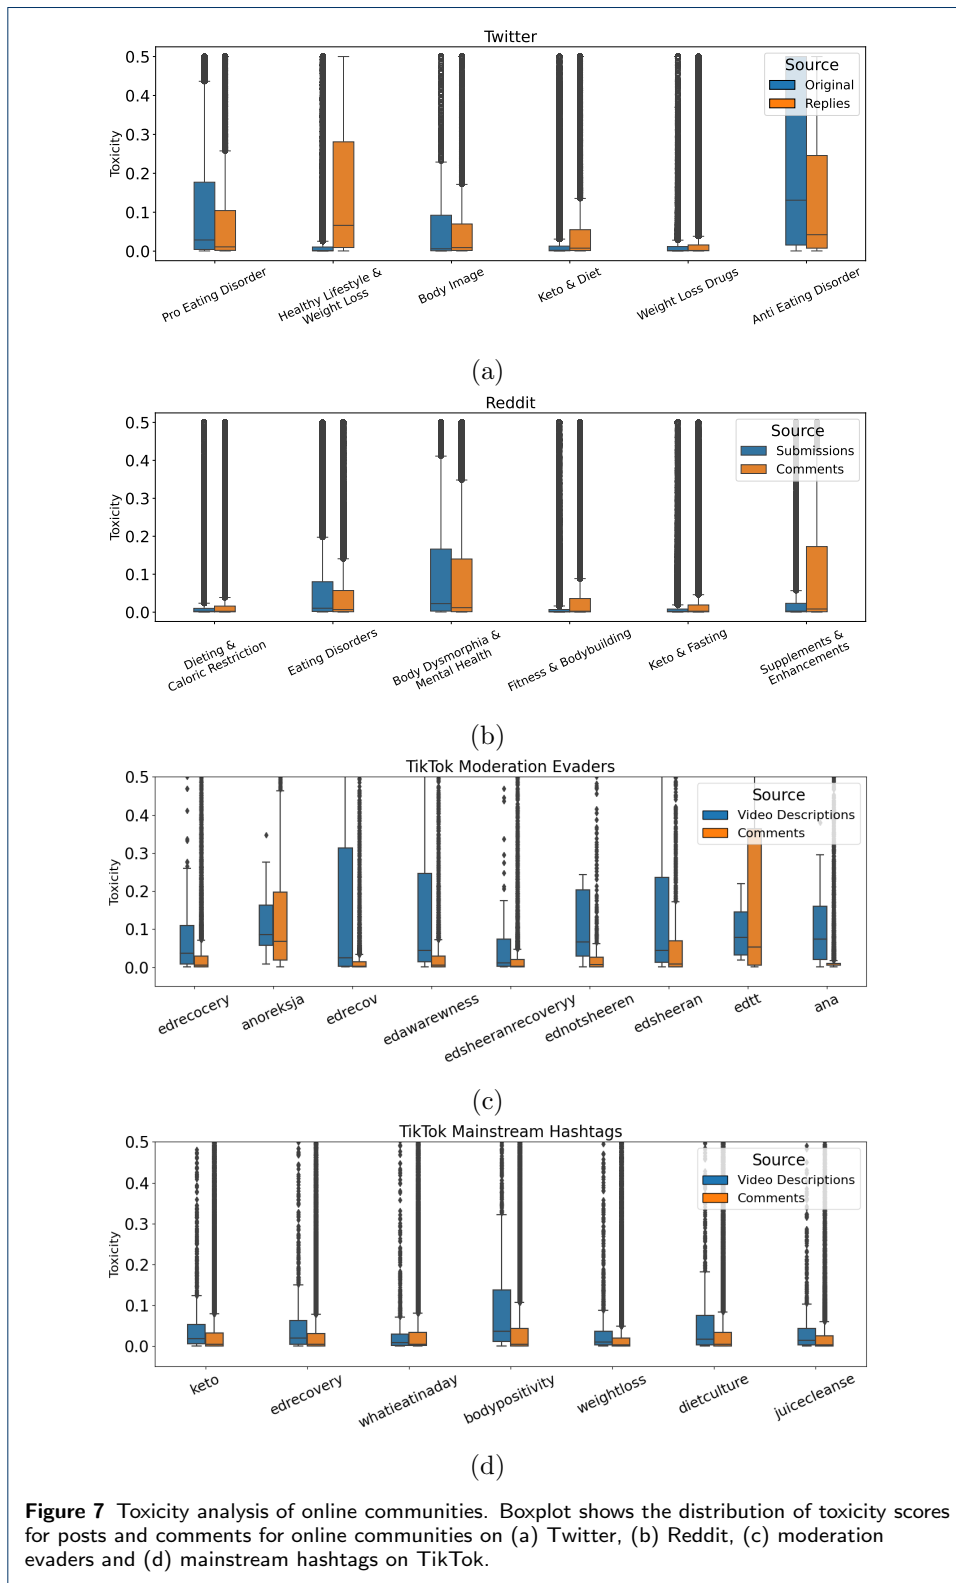 Twitter
0.5
0.4
0.3
0.2
0.1
0.0
Toxicity
Source
Original
Replies
Pro Eating Disorder
Healthy Lifestyle &
Weight Loss
Body Image
Keto & Diet
Weight Loss Drugs
Anti Eating Disorder
(a)
Reddit
0.5
0.4
0.3
0.2
0.1
0.0
Toxicity
Source
Submissions
Comments
Dieting &
Caloric Restriction
Eating Disorders
Body Dysmorphia &
Mental Health
Fitness & Bodybuilding
Keto & Fasting
Supplements &
Enhancements
(b)
TikTok Moderation Evaders
0.5
0.4
0.3
0.2
0.1
0.0
Toxicity
Source
Video Descriptions
Comments
edrecocery
anoreksja
edrecov
edawarewness
edsheeranrecoveryy
ednotsheeren
edsheeran
edtt
ana
(c)
TikTok Mainstream Hashtags
0.5
0.4
0.3
0.2
0.1
0.0
Toxicity
Source
Video Descriptions
Comments
keto
edrecovery
whatieatinaday
bodypositivity
weightloss
dietculture
juicecleanse
(d)
Figure 7 Toxicity analysis of online communities. Boxplot shows the distribution of toxicity scores
for posts and comments for online communities on (a) Twitter, (b) Reddit, (c) moderation
evaders and (d) mainstream hashtags on TikTok.